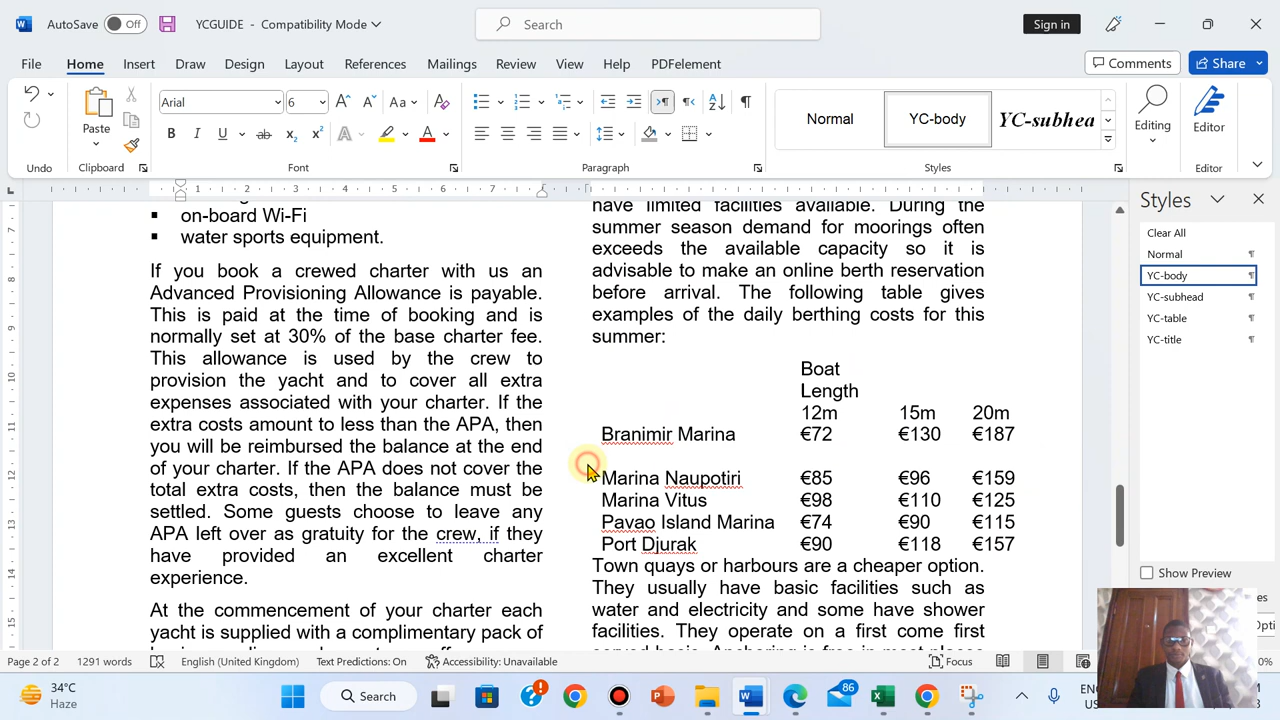 AutoSave Off YCGUIDE - Compatibility Mode Search Sign in
File Home Insert Draw Design Layout References Mailings Review View Help PDFelement Comments Share
Arial 6 Aa
Paste Normal YC-body YC-subhea Editing Editor
Undo Clipboard Font Paragraph Styles Editor
1 2 3 4 5 6 7
on-board Wi-Fi
water sports equipment.
If you book a crewed charter with us an
Advanced Provisioning Allowance is payable.
This is paid at the time of booking and is
normally set at 30% of the base charter fee.
This allowance is used by the crew to
provision the yacht and to cover all extra
expenses associated with your charter. If the
extra costs amount to less than the APA, then
you will be reimbursed the balance at the end
of your charter. If the APA does not cover the
total extra costs, then the balance must be
settled. Some guests choose to leave any
APA left over as gratuity for the crew, if they
have provided an excellent charter
experience.
At the commencement of your charter each
yacht is supplied with a complimentary pack of
have limited facilities available. During the
summer season demand for moorings often
exceeds the available capacity so it is
advisable to make an online berth reservation
before arrival. The following table gives
examples of the daily berthing costs for this
summer:
Boat
Length
12m 15m 20m
Branimir Marina €72 €130 €187
Marina Naupotiri €85 €96 €159
Marina Vitus €98 €110 €125
Pavao Island Marina €74 €90 €115
Port Djurak €90 €118 €157
Town quays or harbours are a cheaper option.
They usually have basic facilities such as
water and electricity and some have shower
facilities. They operate on a first come first
Styles
Clear All
Normal
YC-body
YC-subhead
YC-table
YC-title
Show Preview
Page 2 of 2 1291 words English (United Kingdom) Text Predictions: On Accessibility: Unavailable Focus
34°C
Haze
Search
86